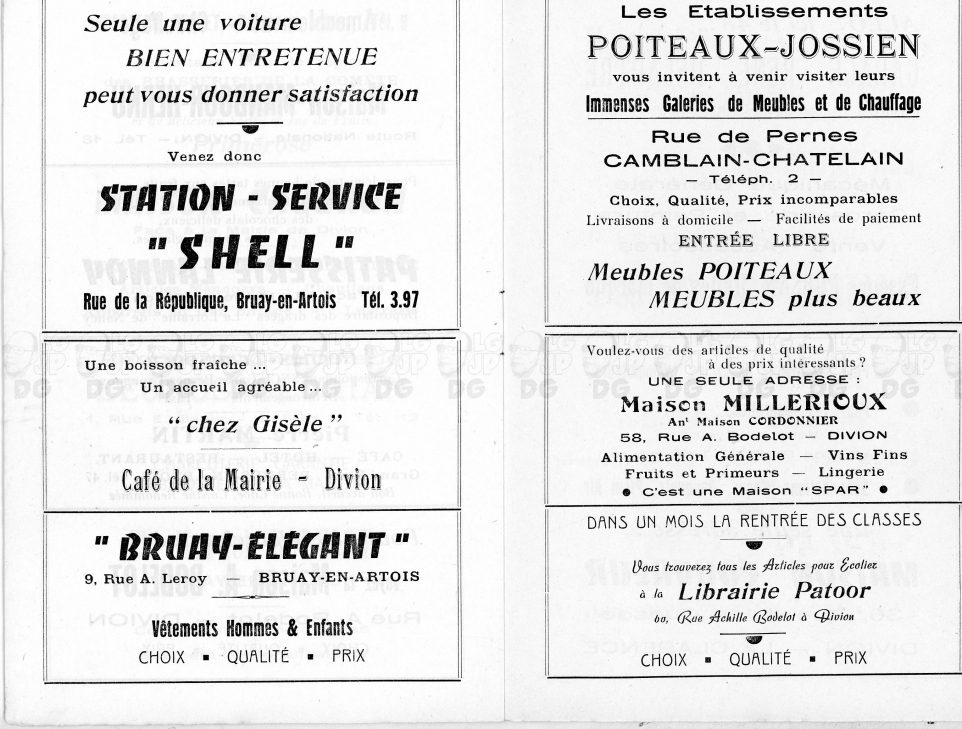 Seule une voiture
BIEN ENTRETENUE
peut vous donner satisfaction
Venez donc
STATION - SERVICE
" SHELL "
Rue de la République, Bruay-en-Artois Tél. 3.97
Une boisson fraîche ...
Un accueil agréable ...
" chez Gisèle "
Café de la Mairie - Divion
" BRUAY-ÉLÉGANT "
9, Rue A. Leroy — BRUAY-EN-ARTOIS
Vêtements Hommes & Enfants
CHOIX ▪ QUALITÉ ▪ PRIX
Les Etablissements
POITEAUX-JOSSIEN
vous invitent à venir visiter leurs
Immenses Galeries de Meubles et de Chauffage
Rue de Pernes
CAMBLAIN-CHATELAIN
— Téléph. 2 —
Choix, Qualité, Prix incomparables
Livraisons à domicile — Facilités de paiement
ENTRÉE LIBRE
Meubles POITEAUX
MEUBLES plus beaux
Voulez-vous des articles de qualité
à des prix intéressants ?
UNE SEULE ADRESSE :
Maison MILLERIOUX
Anᵗ Maison CORDONNIER
58, Rue A. Bodelot — DIVION
Alimentation Générale — Vins Fins
Fruits et Primeurs — Lingerie
● C'est une Maison "SPAR" ●
DANS UN MOIS LA RENTRÉE DES CLASSES
Vous trouverez tous les Articles pour Ecolier
à la Librairie Patoor
60, Rue Achille Bodelot à Divion
CHOIX ▪ QUALITÉ ▪ PRIX